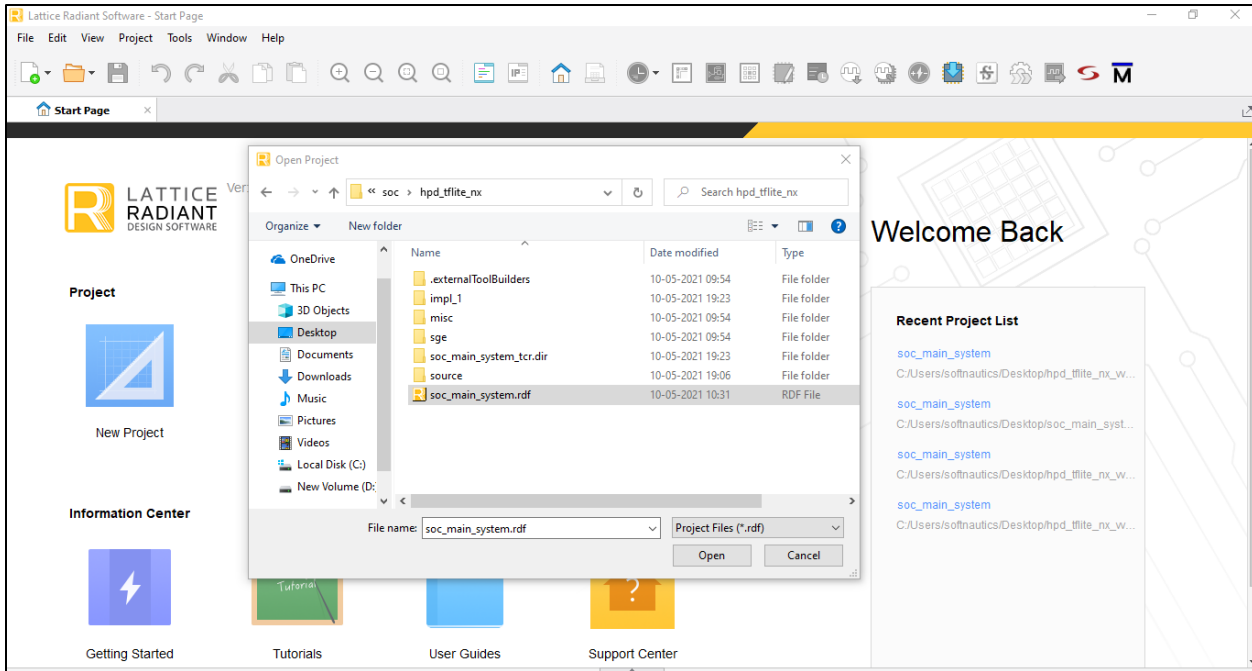 Lattice Radiant Software - Start Page
File Edit View Project Tools Window Help
Start Page
LATTICE
RADIANT
DESIGN SOFTWARE
Ver
Project
New Project
Information Center
Getting Started
Tutorials
User Guides
Support Center
Tutorial
Open Project
« soc › hpd_tflite_nx
Search hpd_tflite_nx
Organize
New folder
OneDrive
This PC
3D Objects
Desktop
Documents
Downloads
Music
Pictures
Videos
Local Disk (C:)
New Volume (D:
Name Date modified Type
.externalToolBuilders 10-05-2021 09:54 File folder
impl_1 10-05-2021 19:23 File folder
misc 10-05-2021 09:54 File folder
sge 10-05-2021 09:54 File folder
soc_main_system_tcr.dir 10-05-2021 19:23 File folder
source 10-05-2021 19:06 File folder
soc_main_system.rdf 10-05-2021 10:31 RDF File
File name: soc_main_system.rdf
Project Files (*.rdf)
Open Cancel
Welcome Back
Recent Project List
soc_main_system
C:/Users/softnautics/Desktop/hpd_tflite_nx_w...
soc_main_system
C:/Users/softnautics/Desktop/soc_main_syst...
soc_main_system
C:/Users/softnautics/Desktop/hpd_tflite_nx_w...
soc_main_system
C:/Users/softnautics/Desktop/hpd_tflite_nx_w...